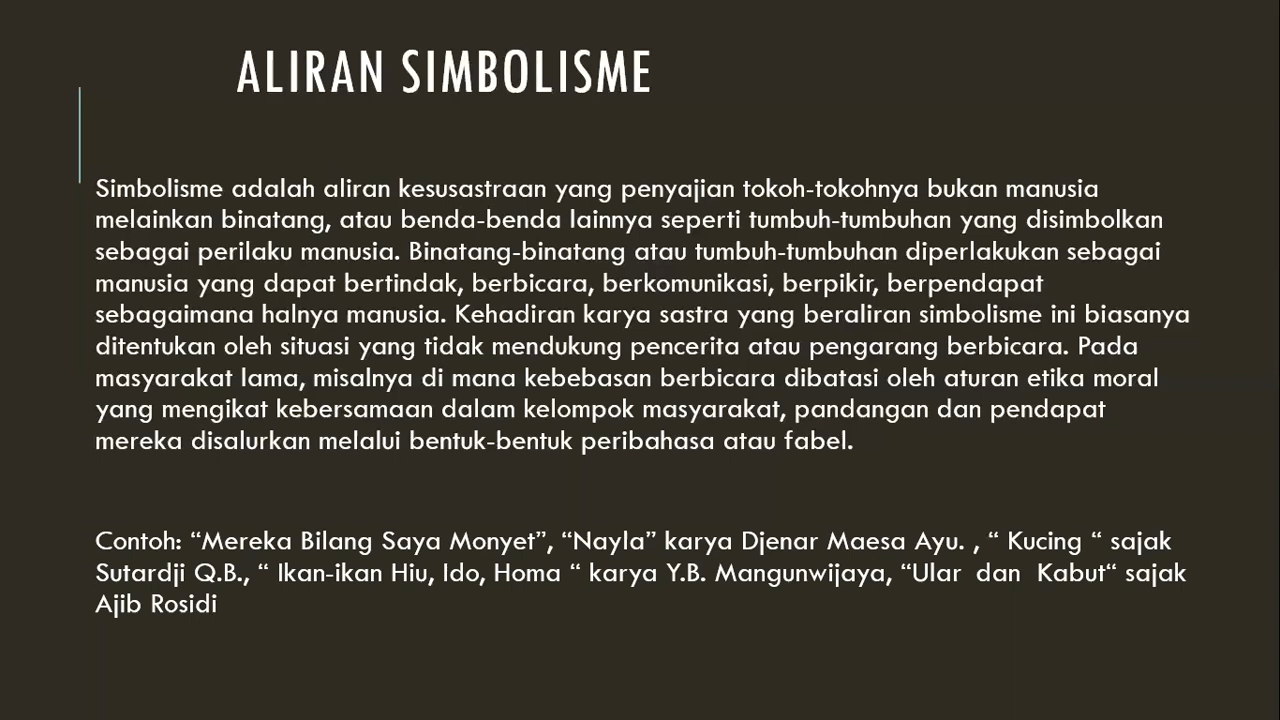 ALIRAN SIMBOLISME
Simbolisme adalah aliran kesusastraan yang penyajian tokoh-tokohnya bukan manusia
melainkan binatang, atau benda-benda lainnya seperti tumbuh-tumbuhan yang disimbolkan
sebagai perilaku manusia. Binatang-binatang atau tumbuh-tumbuhan diperlakukan sebagai
manusia yang dapat bertindak, berbicara, berkomunikasi, berpikir, berpendapat
sebagaimana halnya manusia. Kehadiran karya sastra yang beraliran simbolisme ini biasanya
ditentukan oleh situasi yang tidak mendukung pencerita atau pengarang berbicara. Pada
masyarakat lama, misalnya di mana kebebasan berbicara dibatasi oleh aturan etika moral
yang mengikat kebersamaan dalam kelompok masyarakat, pandangan dan pendapat
mereka disalurkan melalui bentuk-bentuk peribahasa atau fabel.
Contoh: “Mereka Bilang Saya Monyet”, “Nayla” karya Djenar Maesa Ayu. , “ Kucing “ sajak
Sutardji Q.B., “ Ikan-ikan Hiu, Ido, Homa “ karya Y.B. Mangunwijaya, “Ular dan Kabut“ sajak
Ajib Rosidi